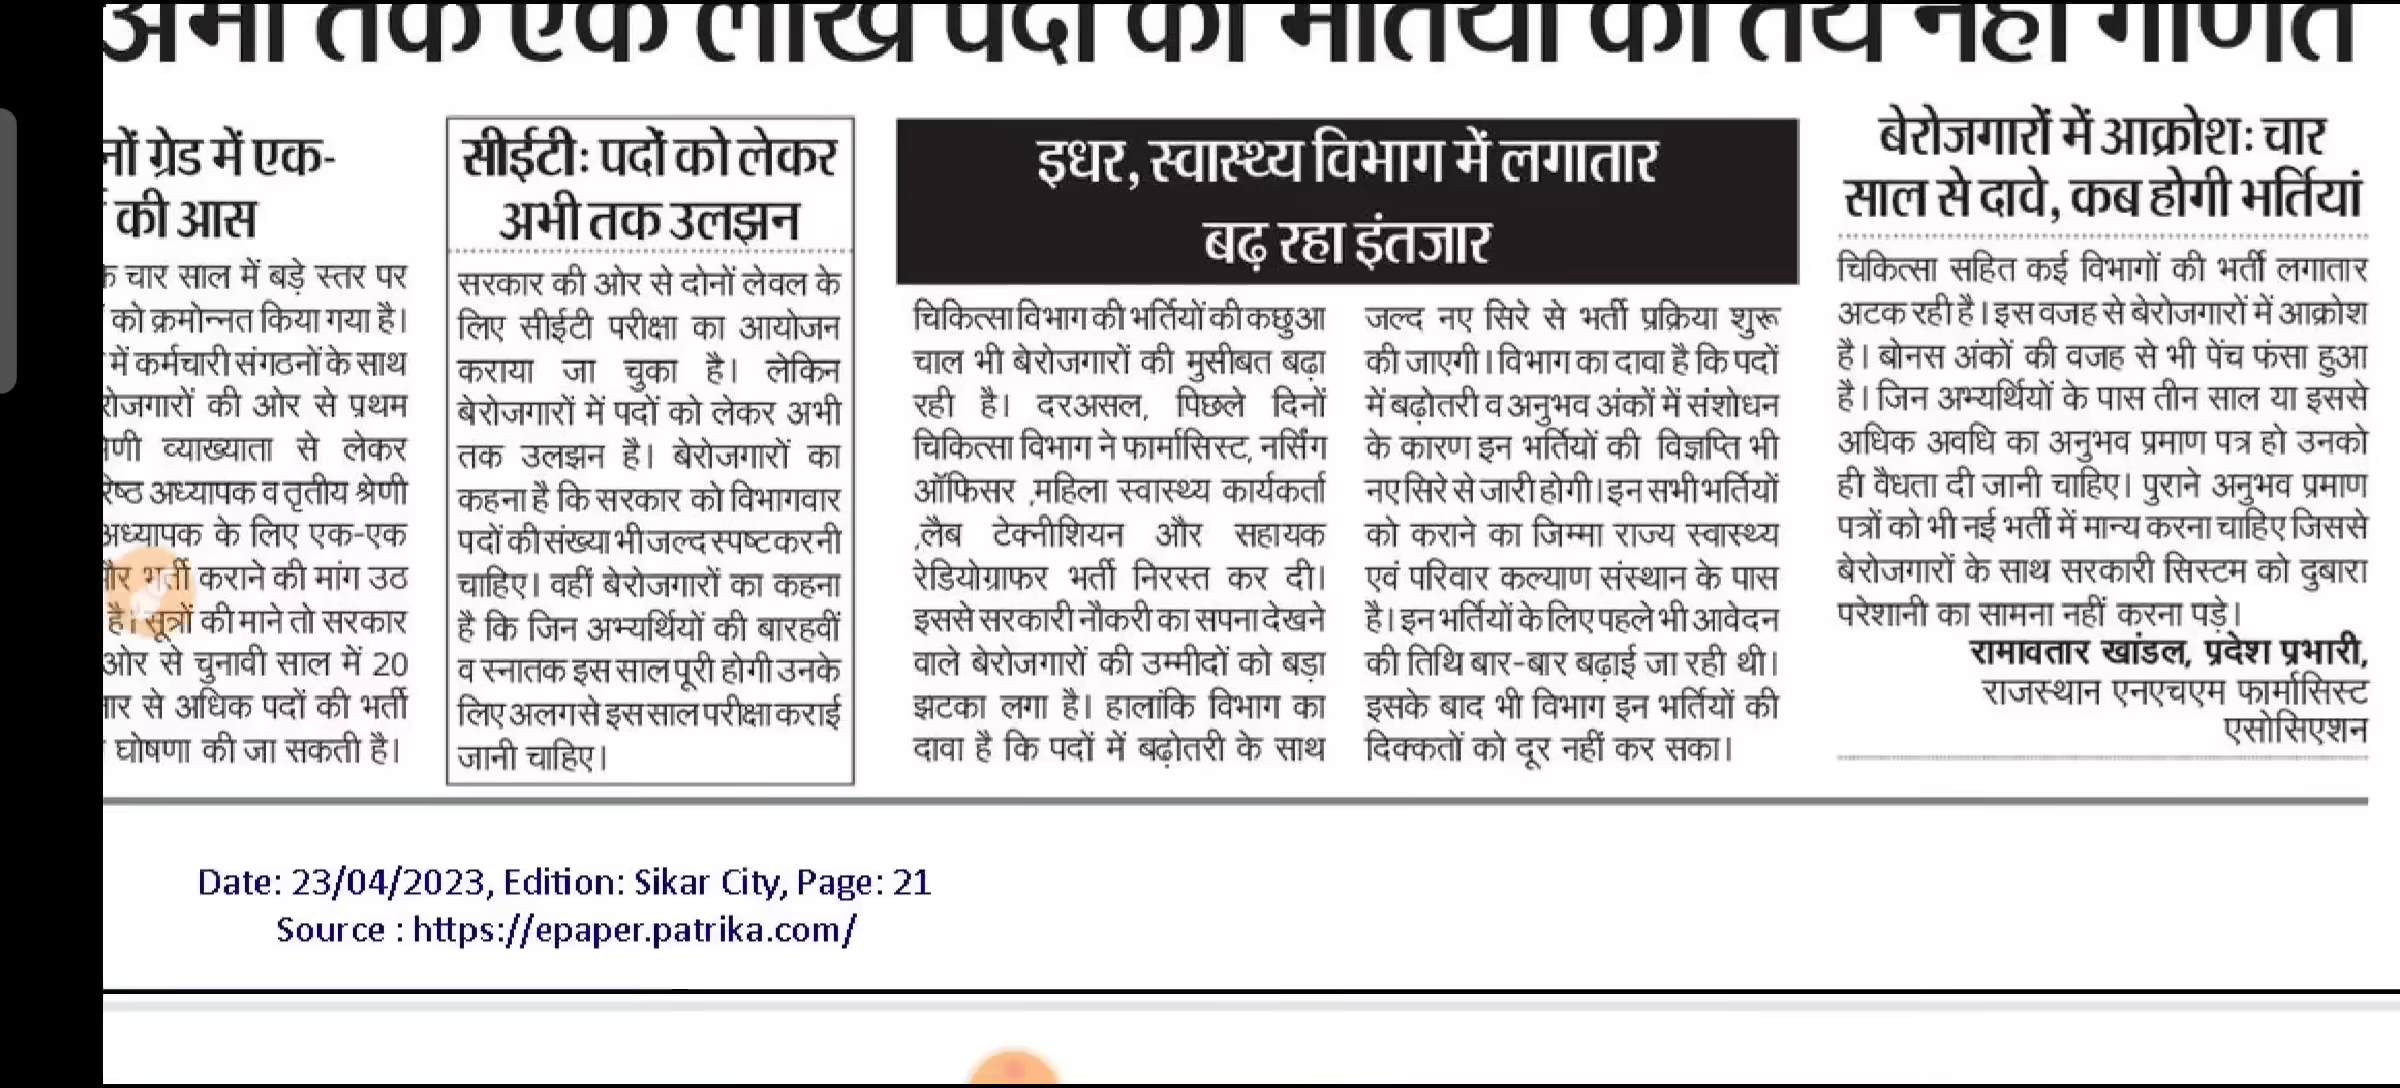 अभी तक एक लाख पदों की भर्तियों की तय नहीं गणित
ग्रेड में एक-
की आस
चार साल में बड़े स्तर पर
को क्रमोन्नत किया गया है।
में कर्मचारी संगठनों के साथ
की ओर से प्रथम
व्याख्याता से लेकर
अध्यापक व तृतीय श्रेणी
अध्यापक के लिए एक-एक
भर्ती कराने की मांग उठ
है। सूत्रों की माने तो सरकार
ओर से चुनावी साल में 20
से अधिक पदों की भर्ती
घोषणा की जा सकती है।
सीईटी: पदों को लेकर
अभी तक उलझन
सरकार की ओर से दोनों लेवल के
लिए सीईटी परीक्षा का आयोजन
कराया जा चुका है। लेकिन
बेरोजगारों में पदों को लेकर अभी
तक उलझन है। बेरोजगारों का
कहना है कि सरकार को विभागवार
पदों की संख्या भी जल्द स्पष्ट करनी
चाहिए। वहीं बेरोजगारों का कहना
है कि जिन अभ्यर्थियों की बारहवीं
व स्नातक इस साल पूरी होगी उनके
लिए अलग से इस साल परीक्षा कराई
जानी चाहिए।
इधर, स्वास्थ्य विभाग में लगातार
बढ़ रहा इंतजार
चिकित्सा विभाग की भर्तियों की कछुआ
चाल भी बेरोजगारों की मुसीबत बढ़ा
रही है। दरअसल, पिछले दिनों
चिकित्सा विभाग ने फार्मासिस्ट, नर्सिंग
ऑफिसर ,महिला स्वास्थ्य कार्यकर्ता
,लैब टेक्नीशियन और सहायक
रेडियोग्राफर भर्ती निरस्त कर दी।
इससे सरकारी नौकरी का सपना देखने
वाले बेरोजगारों की उम्मीदों को बड़ा
झटका लगा है। हालांकि विभाग का
दावा है कि पदों में बढ़ोतरी के साथ
जल्द नए सिरे से भर्ती प्रक्रिया शुरू
की जाएगी। विभाग का दावा है कि पदों
में बढ़ोतरी व अनुभव अंकों में संशोधन
के कारण इन भर्तियों की विज्ञप्ति भी
नए सिरे से जारी होगी। इन सभी भर्तियों
को कराने का जिम्मा राज्य स्वास्थ्य
एवं परिवार कल्याण संस्थान के पास
है। इन भर्तियों के लिए पहले भी आवेदन
की तिथि बार-बार बढ़ाई जा रही थी।
इसके बाद भी विभाग इन भर्तियों की
दिक्कतों को दूर नहीं कर सका।
बेरोजगारों में आक्रोश: चार
साल से दावे, कब होगी भर्तियां
चिकित्सा सहित कई विभागों की भर्ती लगातार
अटक रही है। इस वजह से बेरोजगारों में आक्रोश
है। बोनस अंकों की वजह से भी पेंच फंसा हुआ
है। जिन अभ्यर्थियों के पास तीन साल या इससे
अधिक अवधि का अनुभव प्रमाण पत्र हो उनको
ही वैधता दी जानी चाहिए। पुराने अनुभव प्रमाण
पत्रों को भी नई भर्ती में मान्य करना चाहिए जिससे
बेरोजगारों के साथ सरकारी सिस्टम को दुबारा
परेशानी का सामना नहीं करना पड़े।
रामावतार खांडल, प्रदेश प्रभारी,
राजस्थान एनएचएम फार्मासिस्ट
एसोसिएशन
Date: 23/04/2023, Edition: Sikar City, Page: 21
Source : https://epaper.patrika.com/